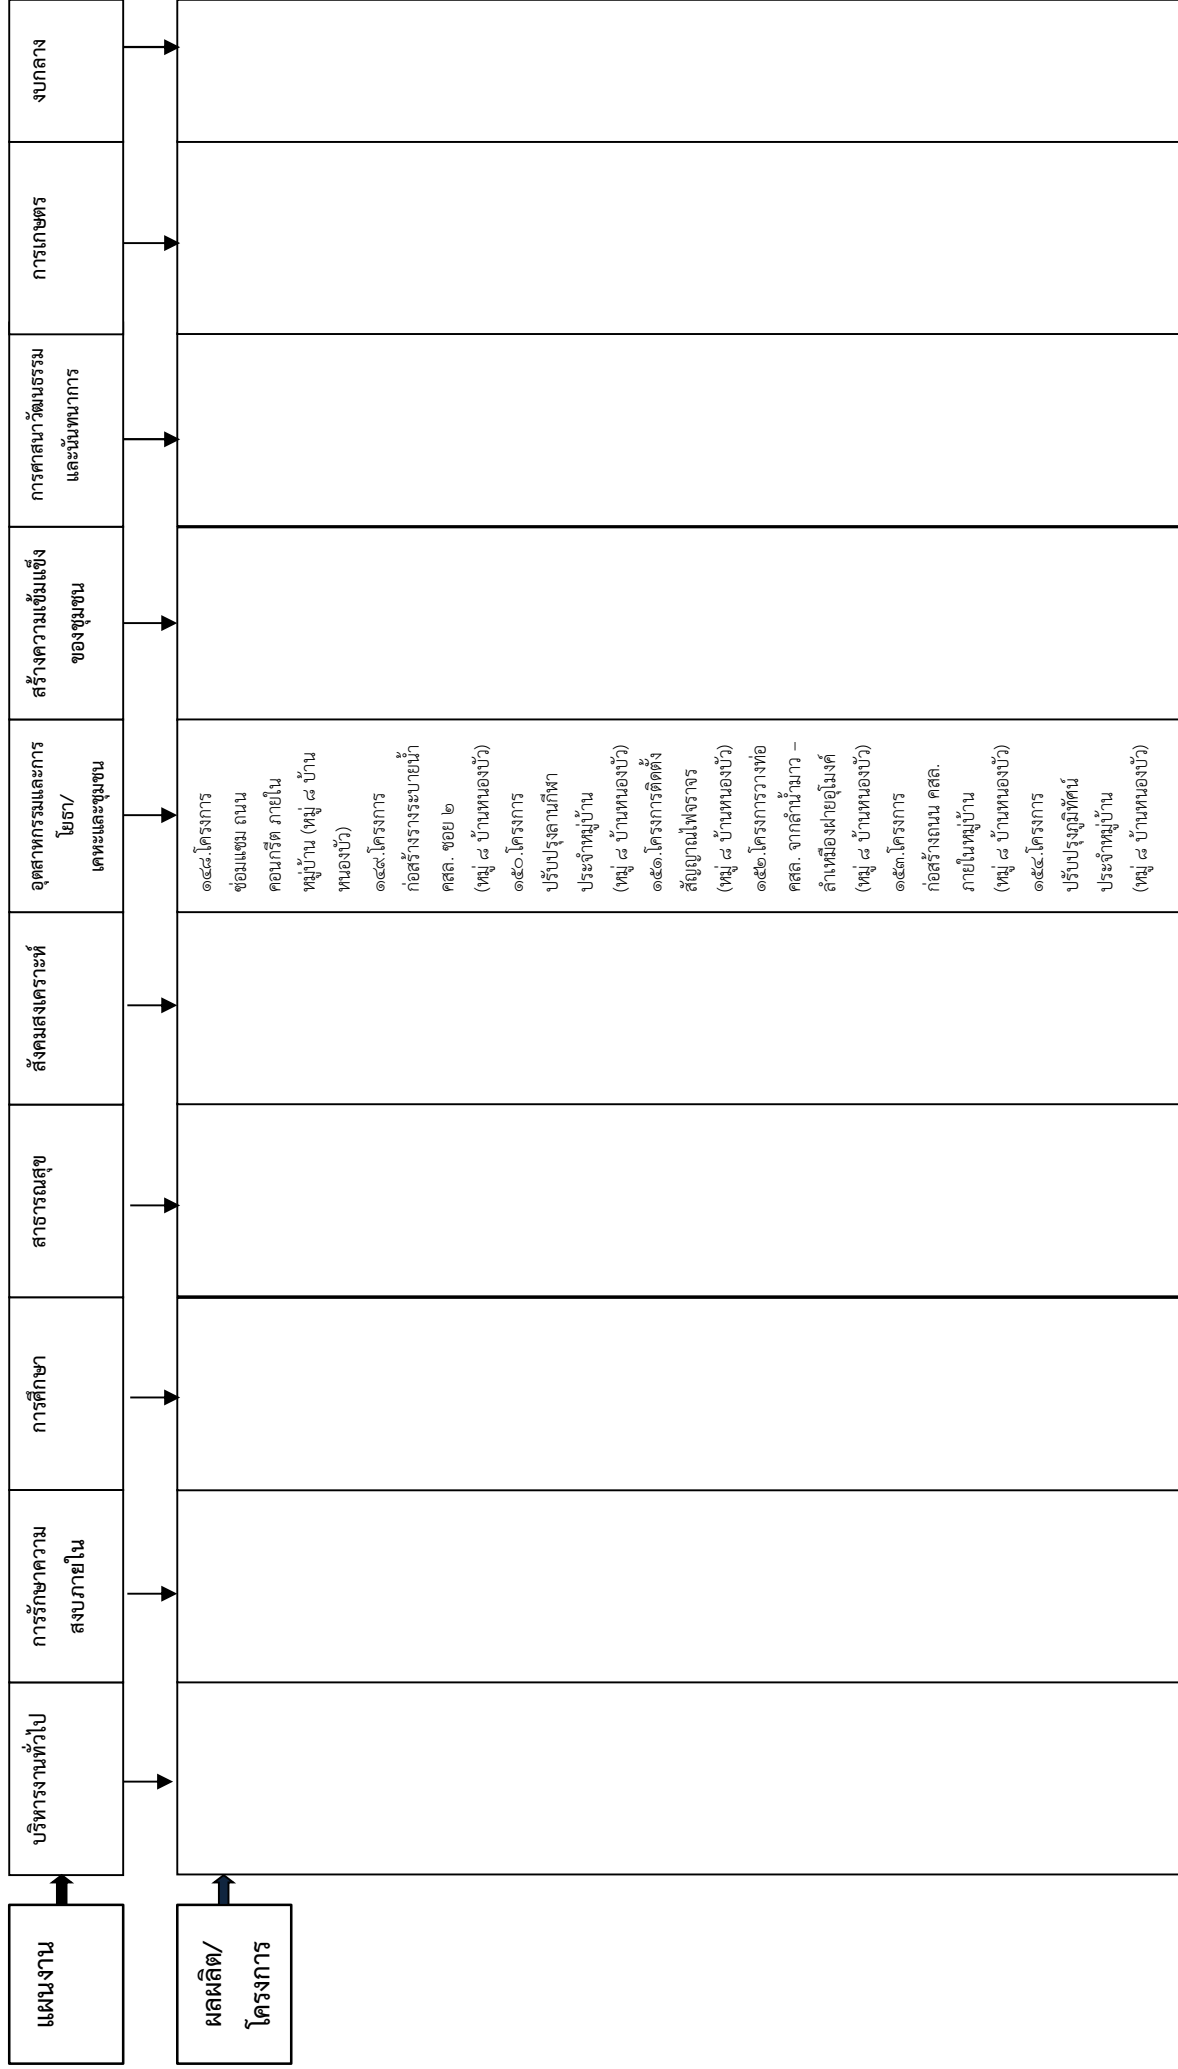 แผนงาน
บริหารงานทั่วไป
การรักษาความ
สงบภายใน
การศึกษา
สาธารณสุข
สังคมสงเคราะห์
อุตสาหกรรมและการ
โยธา/
เคหะและชุมชน
สร้างความเข้มแข็ง
ของชุมชน
การศาสนาวัฒนธรรม
และนันทนาการ
การเกษตร
งบกลาง
ผลผลิต/
โครงการ
๑๔๘.โครงการ
ซ่อมแซม ถนน
คอนกรีต ภายใน
หมู่บ้าน (หมู่ ๘ บ้าน
หนองบัว)
๑๔๙.โครงการ
ก่อสร้างรางระบายน้ำ
คสล. ซอย ๒
(หมู่ ๘ บ้านหนองบัว)
๑๕๐.โครงการ
ปรับปรุงลานกีฬา
ประจำหมู่บ้าน
(หมู่ ๘ บ้านหนองบัว)
๑๕๑.โครงการติดตั้ง
สัญญาณไฟจราจร
(หมู่ ๘ บ้านหนองบัว)
๑๕๒.โครงการวางท่อ
คสล. จากลำน้ำมาว –
ลำเหมืองฝายอุโมงค์
(หมู่ ๘ บ้านหนองบัว)
๑๕๓.โครงการ
ก่อสร้างถนน คสล.
ภายในหมู่บ้าน
(หมู่ ๘ บ้านหนองบัว)
๑๕๔.โครงการ
ปรับปรุงภูมิทัศน์
ประจำหมู่บ้าน
(หมู่ ๘ บ้านหนองบัว)